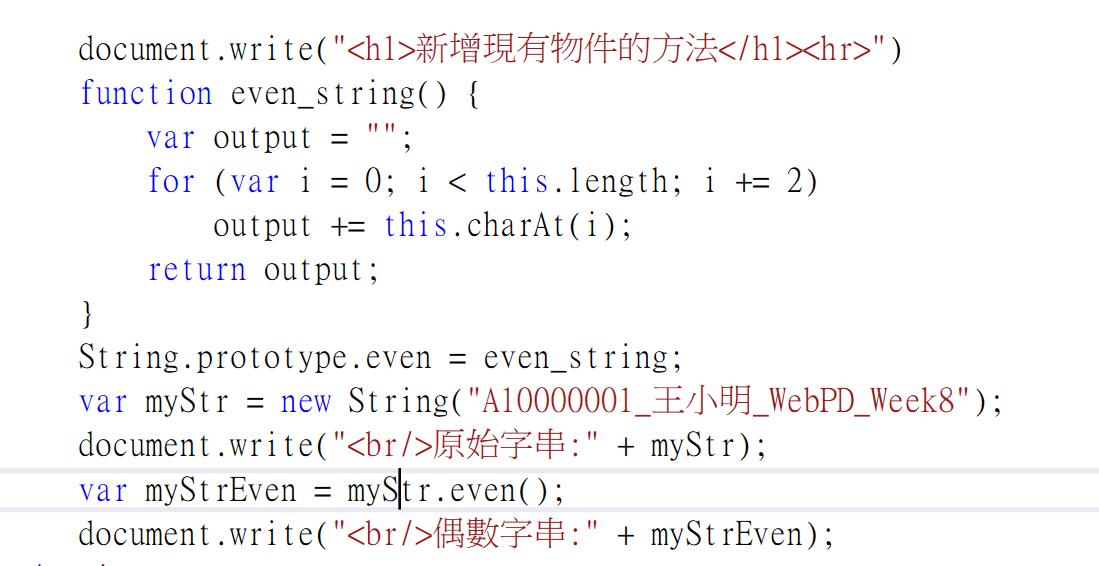 document.write("<h1>新增現有物件的方法</h1><hr>")
function even_string() {
    var output = "";
    for (var i = 0; i < this.length; i += 2)
        output += this.charAt(i);
    return output;
}
String.prototype.even = even_string;
var myStr = new String("A10000001_王小明_WebPD_Week8");
document.write("<br/>原始字串:" + myStr);
var myStrEven = myStr.even();
document.write("<br/>偶數字串:" + myStrEven);